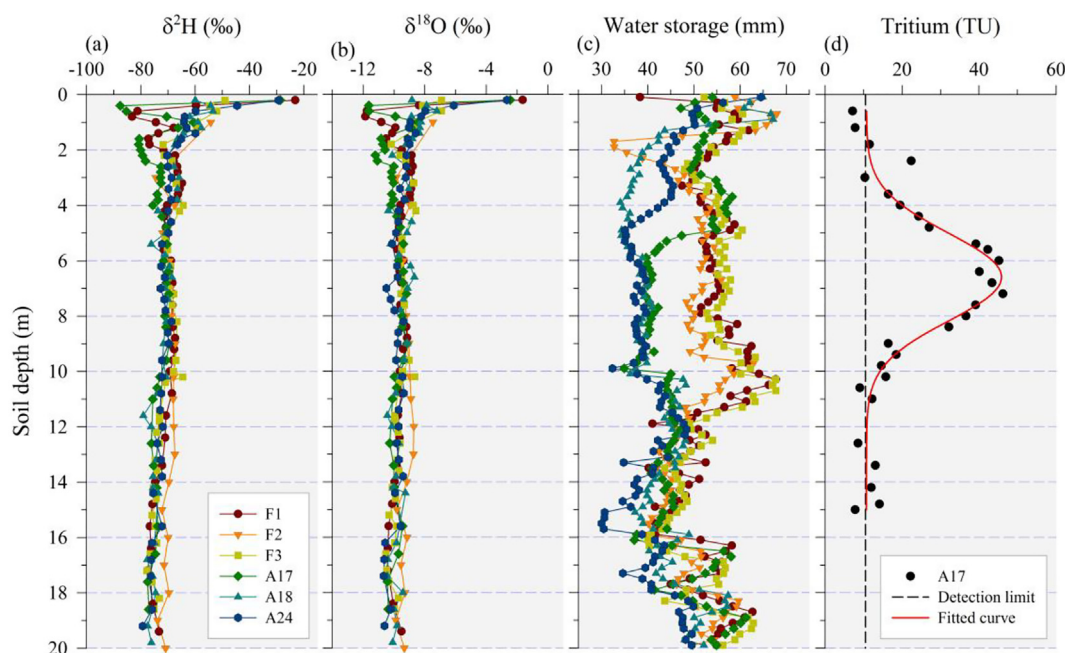 δ²H (‰)
δ¹⁸O (‰)
Water storage (mm)
Tritium (TU)
(a)
(b)
(c)
(d)
-100 -80 -60 -40 -20
-12 -8 -4 0
30 40 50 60 70
0 20 40 60
Soil depth (m)
0
2
4
6
8
10
12
14
16
18
20
F1
F2
F3
A17
A18
A24
A17
Detection limit
Fitted curve